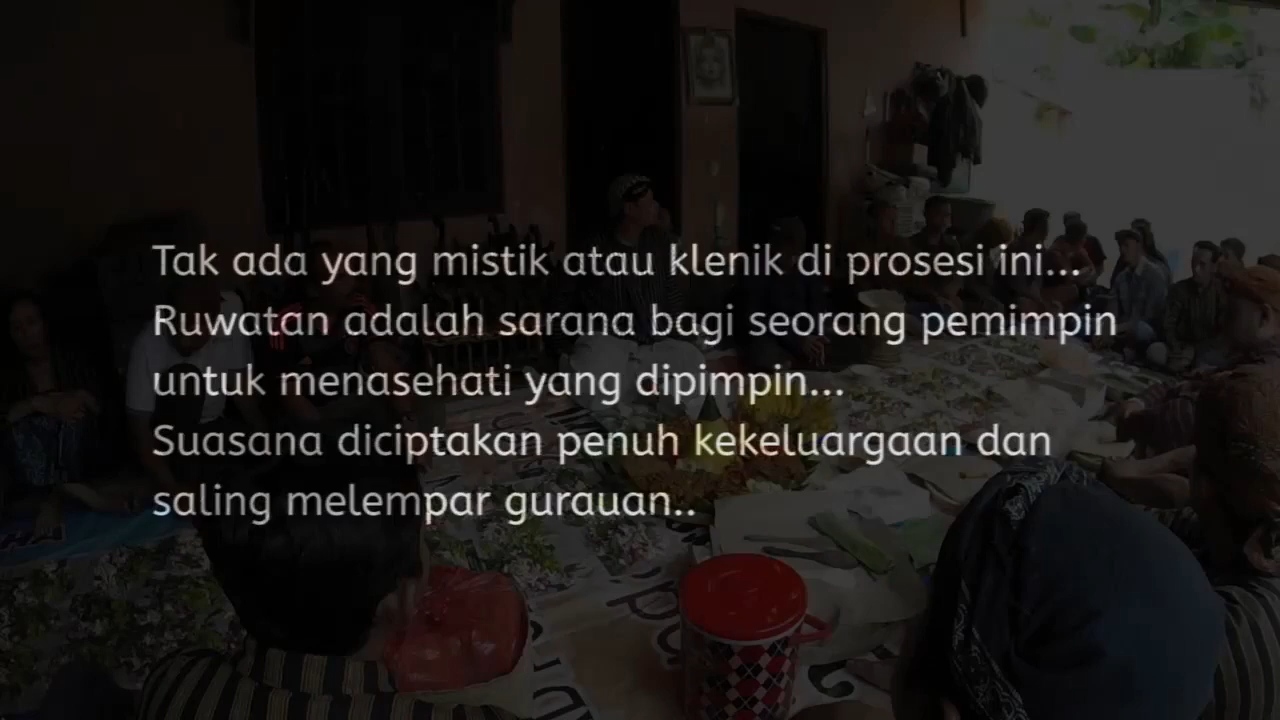 Tak ada yang mistik atau klenik di prosesi ini...
Ruwatan adalah sarana bagi seorang pemimpin
untuk menasehati yang dipimpin...
Suasana diciptakan penuh kekeluargaan dan
saling melempar gurauan..